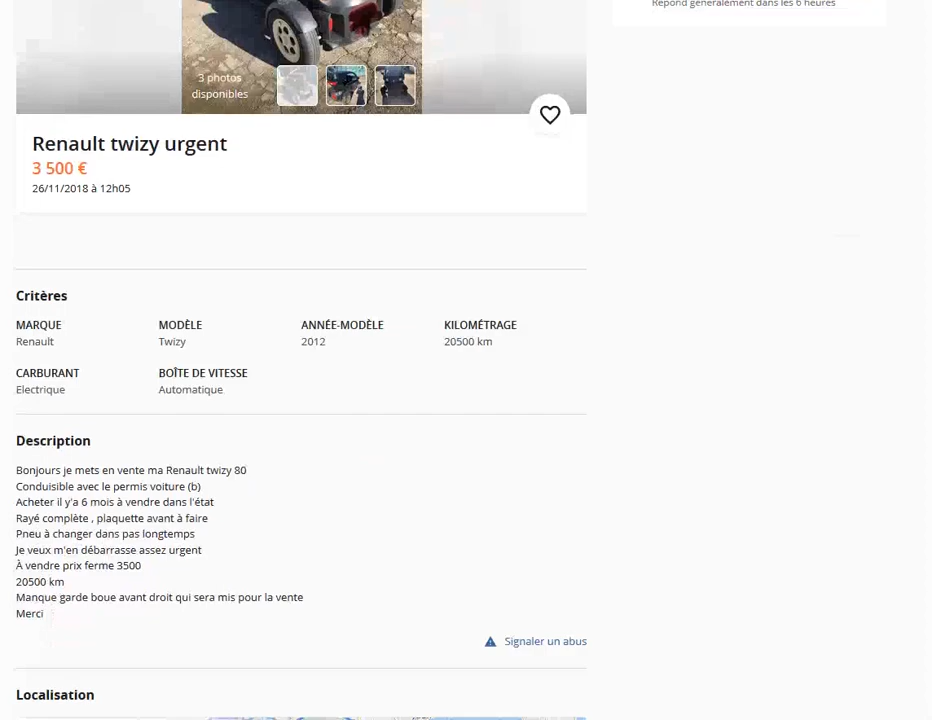 Répond généralement dans les 6 heures
3 photos
disponibles
Renault twizy urgent
3 500 €
26/11/2018 à 12h05
Critères
MARQUE MODÈLE ANNÉE-MODÈLE KILOMÉTRAGE
Renault Twizy 2012 20500 km
CARBURANT BOÎTE DE VITESSE
Electrique Automatique
Description
Bonjours je mets en vente ma Renault twizy 80
Conduisible avec le permis voiture (b)
Acheter il y'a 6 mois à vendre dans l'état
Rayé complète , plaquette avant à faire
Pneu à changer dans pas longtemps
Je veux m'en débarrasse assez urgent
À vendre prix ferme 3500
20500 km
Manque garde boue avant droit qui sera mis pour la vente
Merci
Signaler un abus
Localisation